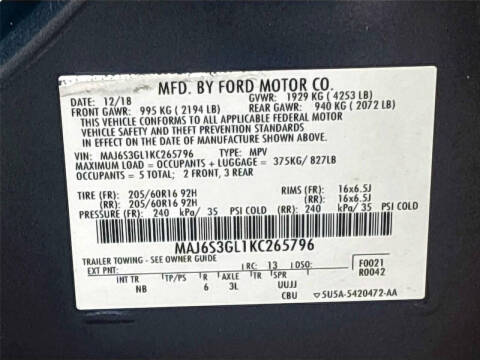 MFD. BY FORD MOTOR CO.
DATE: 12/18 GVWR: 1929 KG ( 4253 LB)
FRONT GAWR: 995 KG ( 2194 LB) REAR GAWR: 940 KG ( 2072 LB)
THIS VEHICLE CONFORMS TO ALL APPLICABLE FEDERAL MOTOR
VEHICLE SAFETY AND THEFT PREVENTION STANDARDS
IN EFFECT ON THE DATE OF MANUFACTURE SHOWN ABOVE.
VIN: MAJ6S3GL1KC265796 TYPE: MPV
MAXIMUM LOAD = OCCUPANTS + LUGGAGE = 375KG/ 827LB
OCCUPANTS = 5 TOTAL; 2 FRONT, 3 REAR
TIRE (FR): 205/60R16 92H RIMS (FR): 16x6.5J
(RR): 205/60R16 92H (RR): 16x6.5J
PRESSURE (FR): 240 kPa/ 35 PSI COLD (RR): 240 kPa/ 35 PSI COLD
MAJ6S3GL1KC265796
TRAILER TOWING - SEE OWNER GUIDE
EXT PNT: RC: 13 DSO: F0021
R0042
INT TR TP/PS R AXLE TR SPR
NB 6 3L UUJJ
CBU 5U5A-5420472-AA